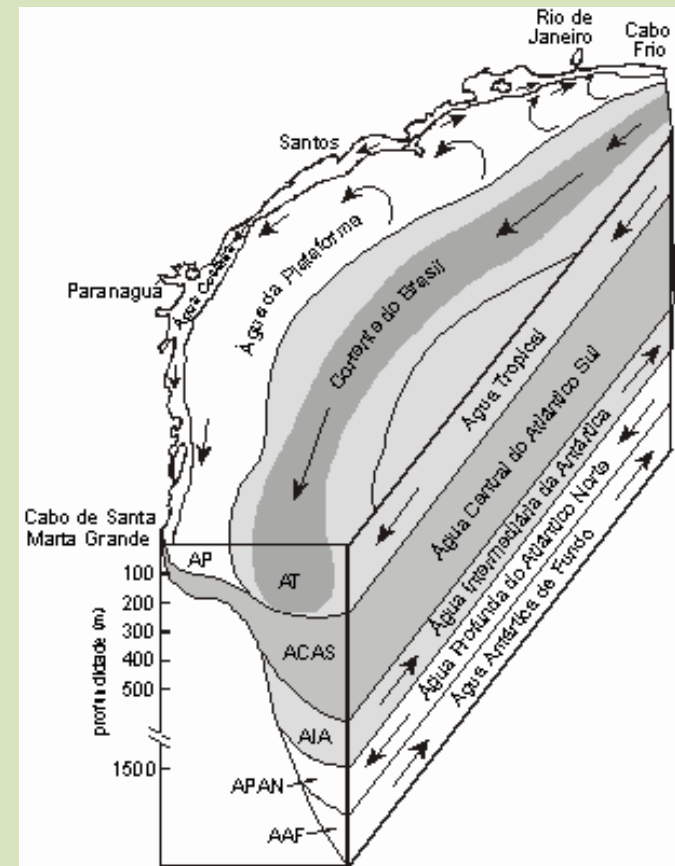 Rio de
Janeiro
Cabo
Frio
Santos
Paranagua
Água Costeira
Água da Plataforma
Corrente do Brasil
Água Tropical
Água Central do Atlântico Sul
Água Intermediária da Antártica
Água Profunda do Atlântico Norte
Água Antártica de Fundo
Cabo de Santa
Marta Grande
profundidade (m)
100
200
300
400
500
1500
AP
AT
ACAS
AIA
APAN
AAF